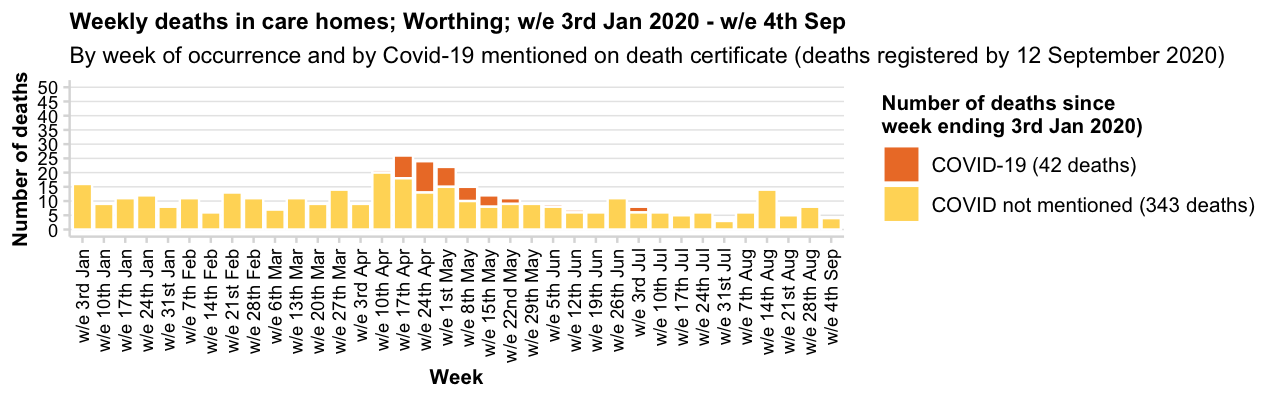 Weekly deaths in care homes; Worthing; w/e 3rd Jan 2020 - w/e 4th Sep
By week of occurrence and by Covid-19 mentioned on death certificate (deaths registered by 12 September 2020)
Number of deaths
50
45
40
35
30
25
20
15
10
5
0
w/e 3rd Jan
w/e 10th Jan
w/e 17th Jan
w/e 24th Jan
w/e 31st Jan
w/e 7th Feb
w/e 14th Feb
w/e 21st Feb
w/e 28th Feb
w/e 6th Mar
w/e 13th Mar
w/e 20th Mar
w/e 27th Mar
w/e 3rd Apr
w/e 10th Apr
w/e 17th Apr
w/e 24th Apr
w/e 1st May
w/e 8th May
w/e 15th May
w/e 22nd May
w/e 29th May
w/e 5th Jun
w/e 12th Jun
w/e 19th Jun
w/e 26th Jun
w/e 3rd Jul
w/e 10th Jul
w/e 17th Jul
w/e 24th Jul
w/e 31st Jul
w/e 7th Aug
w/e 14th Aug
w/e 21st Aug
w/e 28th Aug
w/e 4th Sep
Week
Number of deaths since
week ending 3rd Jan 2020)
COVID-19 (42 deaths)
COVID not mentioned (343 deaths)